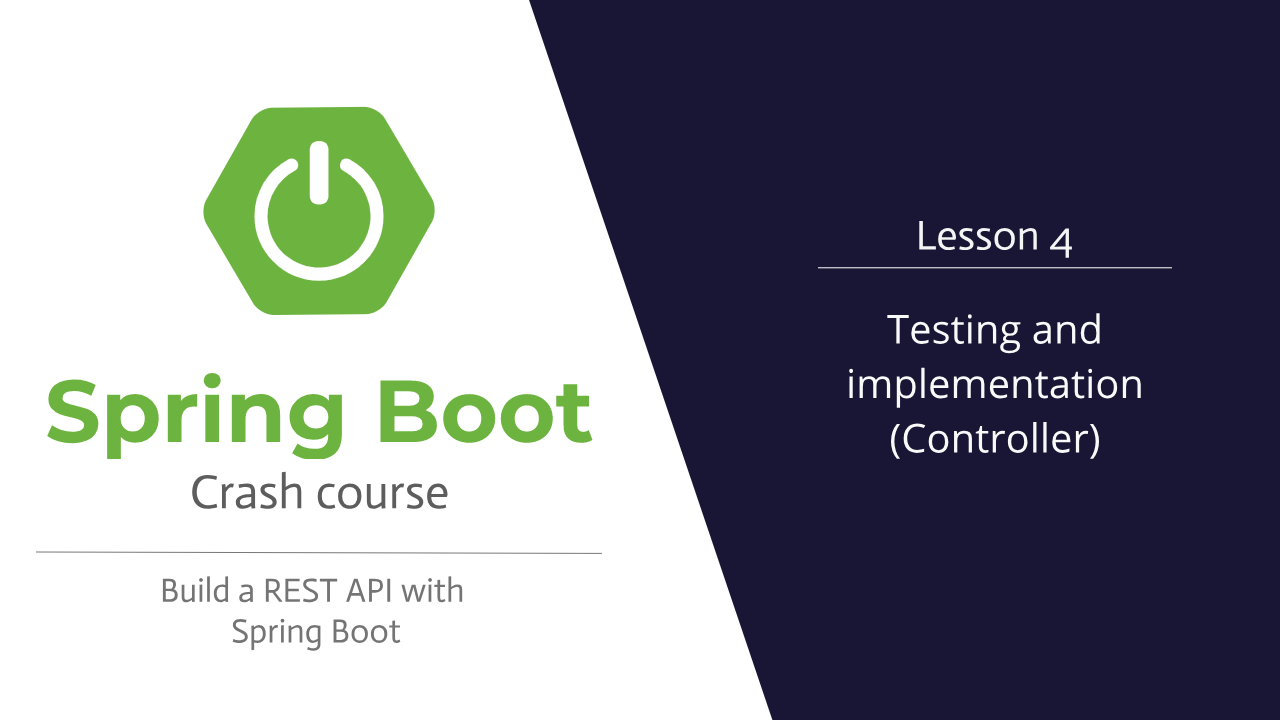 Spring Boot
Crash course
Build a REST API with
Spring Boot
Lesson 4
Testing and
implementation
(Controller)